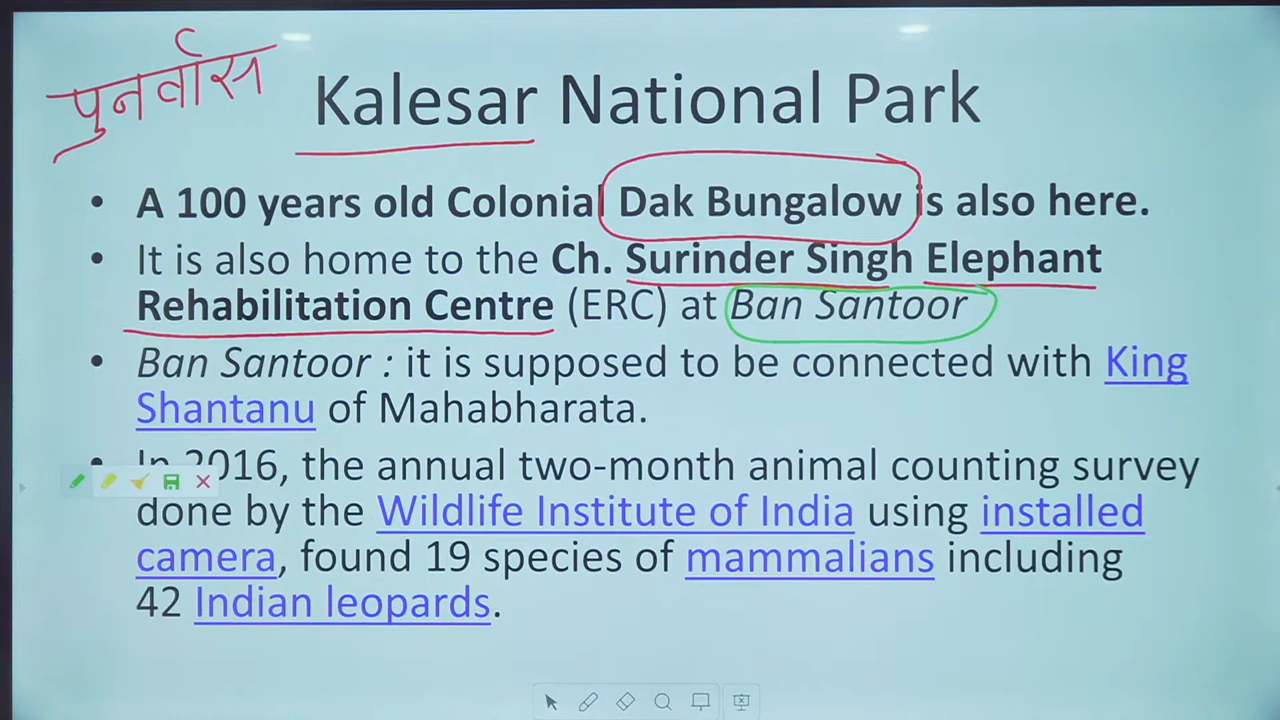 पुनर्वास
Kalesar National Park
• A 100 years old Colonial Dak Bungalow is also here.
• It is also home to the Ch. Surinder Singh Elephant
Rehabilitation Centre (ERC) at Ban Santoor
• Ban Santoor : it is supposed to be connected with King
Shantanu of Mahabharata.
• In 2016, the annual two-month animal counting survey
done by the Wildlife Institute of India using installed
camera, found 19 species of mammalians including
42 Indian leopards.